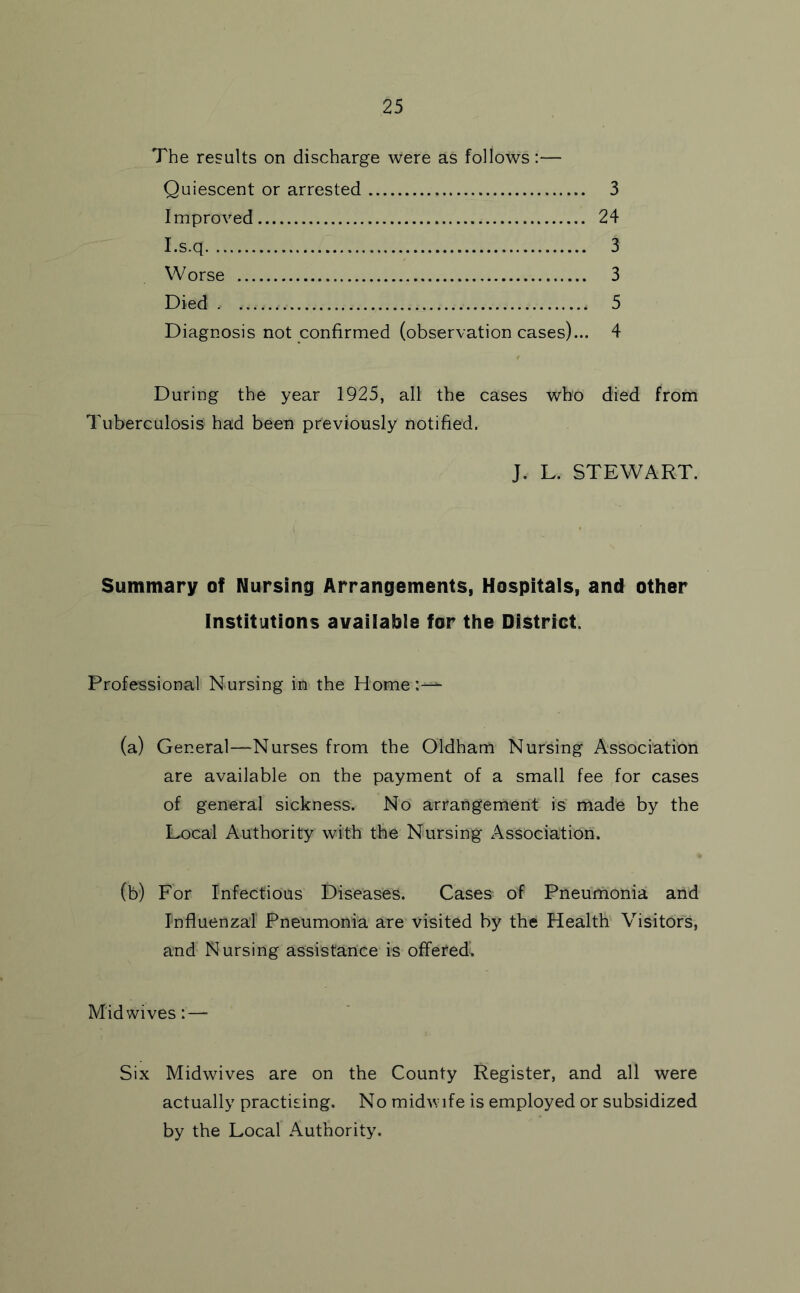 25
The results on discharge were as follows:—
Quiescent or arrested ........................................ 3
Improved............................................................ 24
I.s.q. .................................................................... 3
Worse ................................................................ 3
Died . ................................................................. 5
Diagnosis not confirmed (observation cases)... 4
During the year 1925, all the cases who died from
Tuberculosis had been previously notified.
J. L. STEWART.
Summary of Nursing Arrangements, Hospitals, and other
Institutions available for the District.
Professional Nursing in the Home:—
(a) General—Nurses from the Oldham Nursing Association
are available on the payment of a small fee for cases
of general sickness. No arrangement is made by the
Local Authority with the Nursing Association.
(b) For Infectious Diseases. Cases of Pneumonia and
Influenzal Pneumonia are visited by the Health Visitors,
and Nursing assistance is offered.
Midwives:—
Six Midwives are on the County Register, and all were
actually practising. No midwife is employed or subsidized
by the Local Authority.